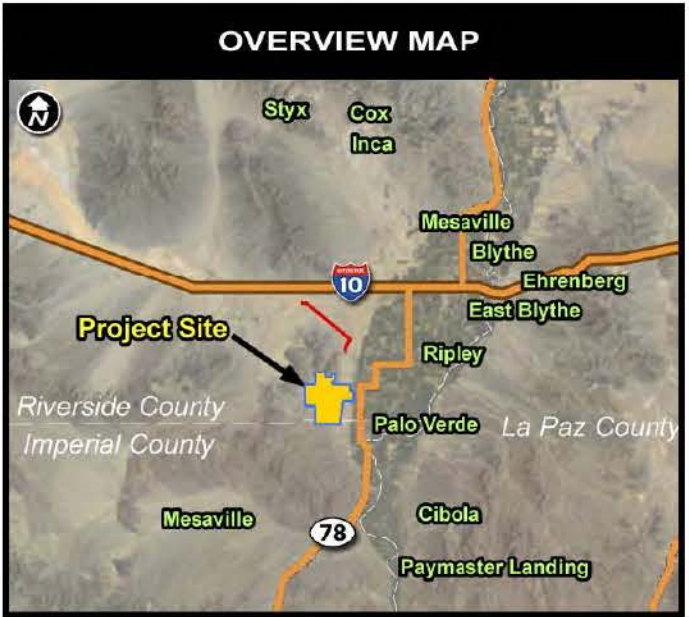 OVERVIEW MAP
N
Styx
Cox
Inca
Mesaville
Blythe
Ehrenberg
East Blythe
INTERSTATE
10
Project Site
Ripley
Riverside County
Imperial County
Palo Verde
La Paz County
Mesaville
Cibola
78
Paymaster Landing